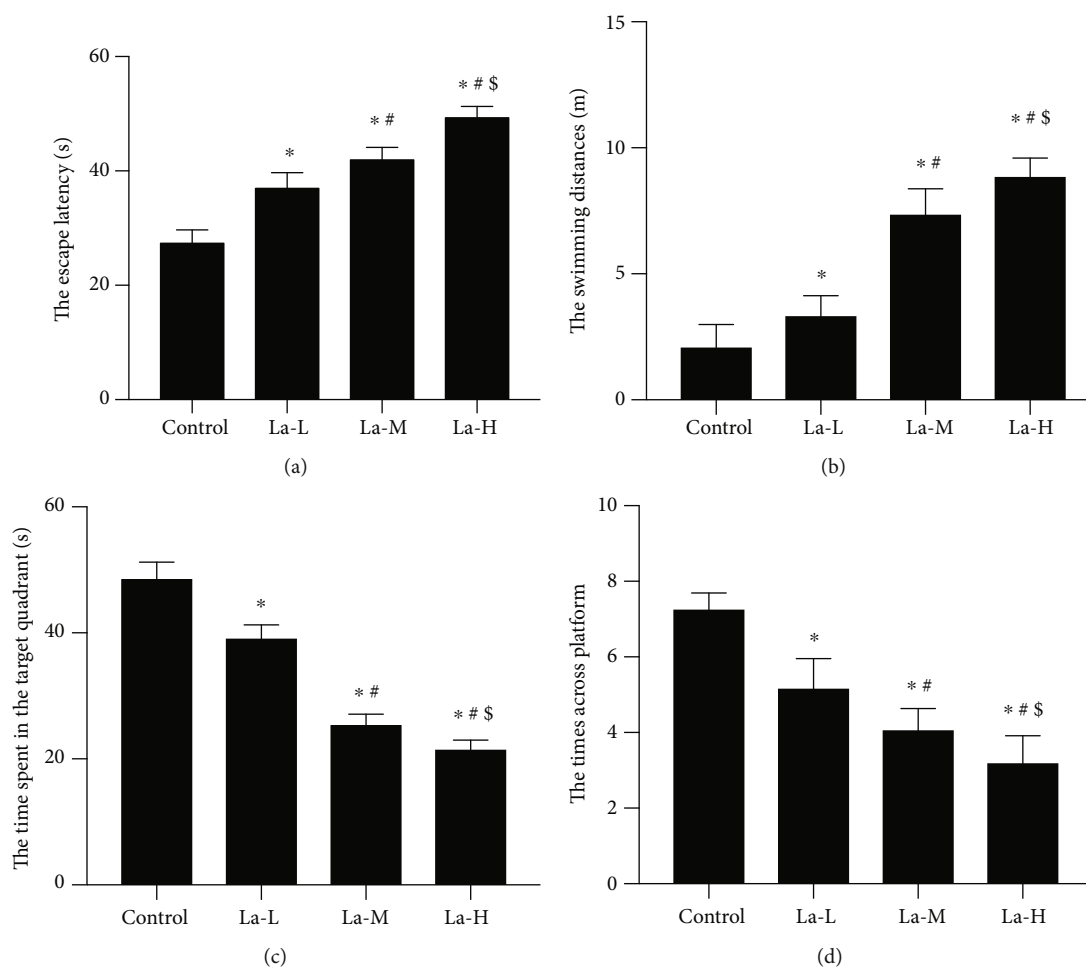 The escape latency (s)
60
40
20
0
*
* #
* # $
Control La-L La-M La-H
(a)
The swimming distances (m)
15
10
5
0
*
* #
* # $
Control La-L La-M La-H
(b)
The time spent in the target quadrant (s)
60
40
20
0
*
* #
* # $
Control La-L La-M La-H
(c)
The times across platform
10
8
6
4
2
0
*
* #
* # $
Control La-L La-M La-H
(d)